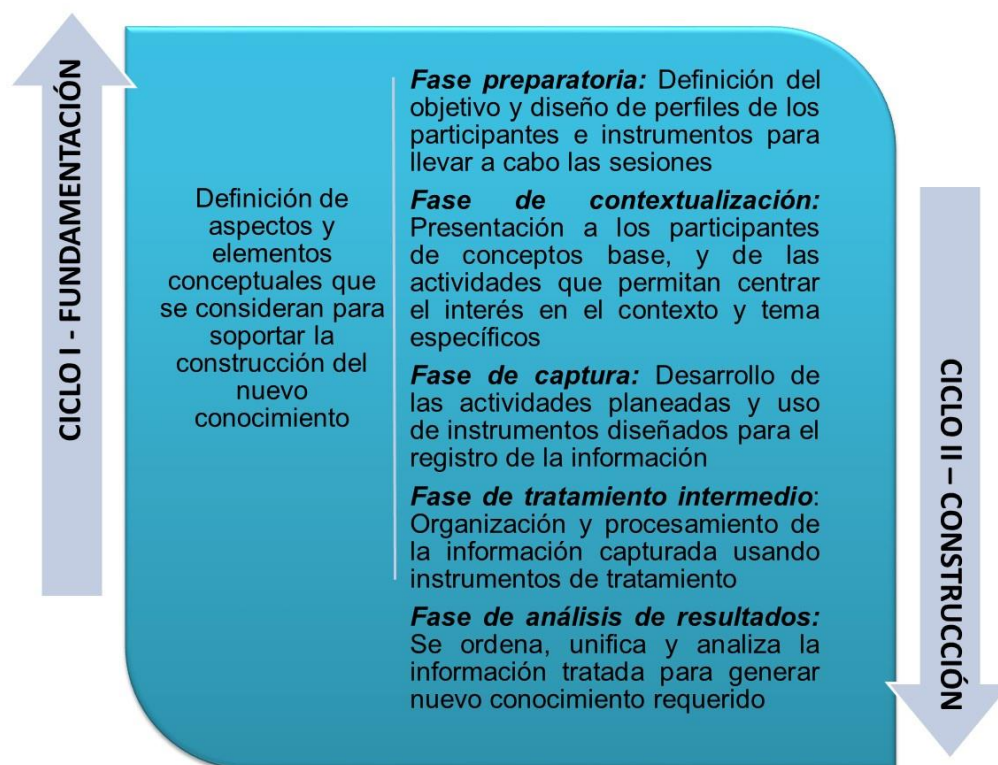 CICLO I - FUNDAMENTACIÓN
Definición de
aspectos y
elementos
conceptuales que
se consideran para
soportar la
construcción del
nuevo
conocimiento
Fase preparatoria: Definición del
objetivo y diseño de perfiles de los
participantes e instrumentos para
llevar a cabo las sesiones
Fase de contextualización:
Presentación a los participantes
de conceptos base, y de las
actividades que permitan centrar
el interés en el contexto y tema
específicos
Fase de captura: Desarrollo de
las actividades planeadas y uso
de instrumentos diseñados para el
registro de la información
Fase de tratamiento intermedio:
Organización y procesamiento de
la información capturada usando
instrumentos de tratamiento
Fase de análisis de resultados:
Se ordena, unifica y analiza la
información tratada para generar
nuevo conocimiento requerido
CICLO II – CONSTRUCCIÓN